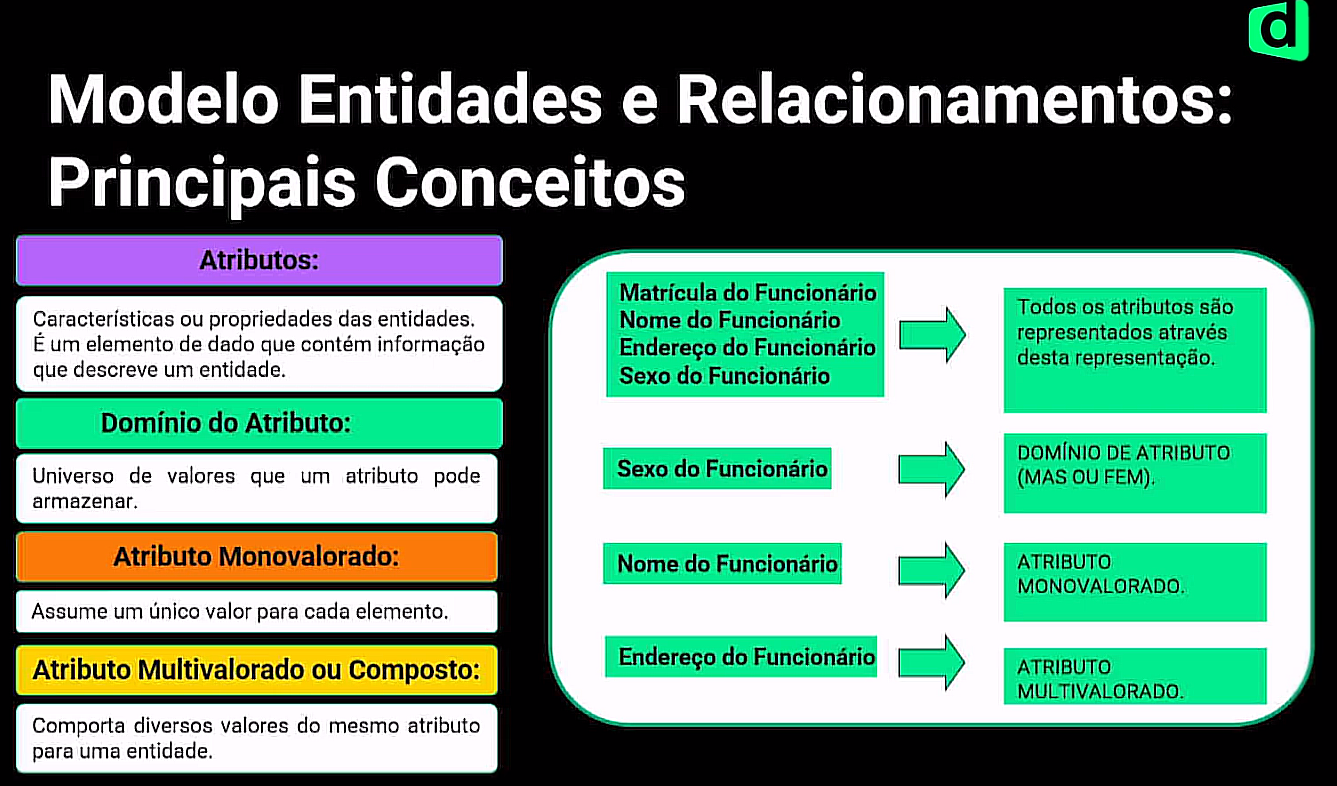 d
Modelo Entidades e Relacionamentos:
Principais Conceitos
Atributos:
Características ou propriedades das entidades.
É um elemento de dado que contém informação
que descreve um entidade.
Domínio do Atributo:
Universo de valores que um atributo pode
armazenar.
Atributo Monovalorado:
Assume um único valor para cada elemento.
Atributo Multivalorado ou Composto:
Comporta diversos valores do mesmo atributo
para uma entidade.
Matrícula do Funcionário
Nome do Funcionário
Endereço do Funcionário
Sexo do Funcionário
Todos os atributos são
representados através
desta representação.
Sexo do Funcionário
DOMÍNIO DE ATRIBUTO
(MAS OU FEM).
Nome do Funcionário
ATRIBUTO
MONOVALORADO.
Endereço do Funcionário
ATRIBUTO
MULTIVALORADO.